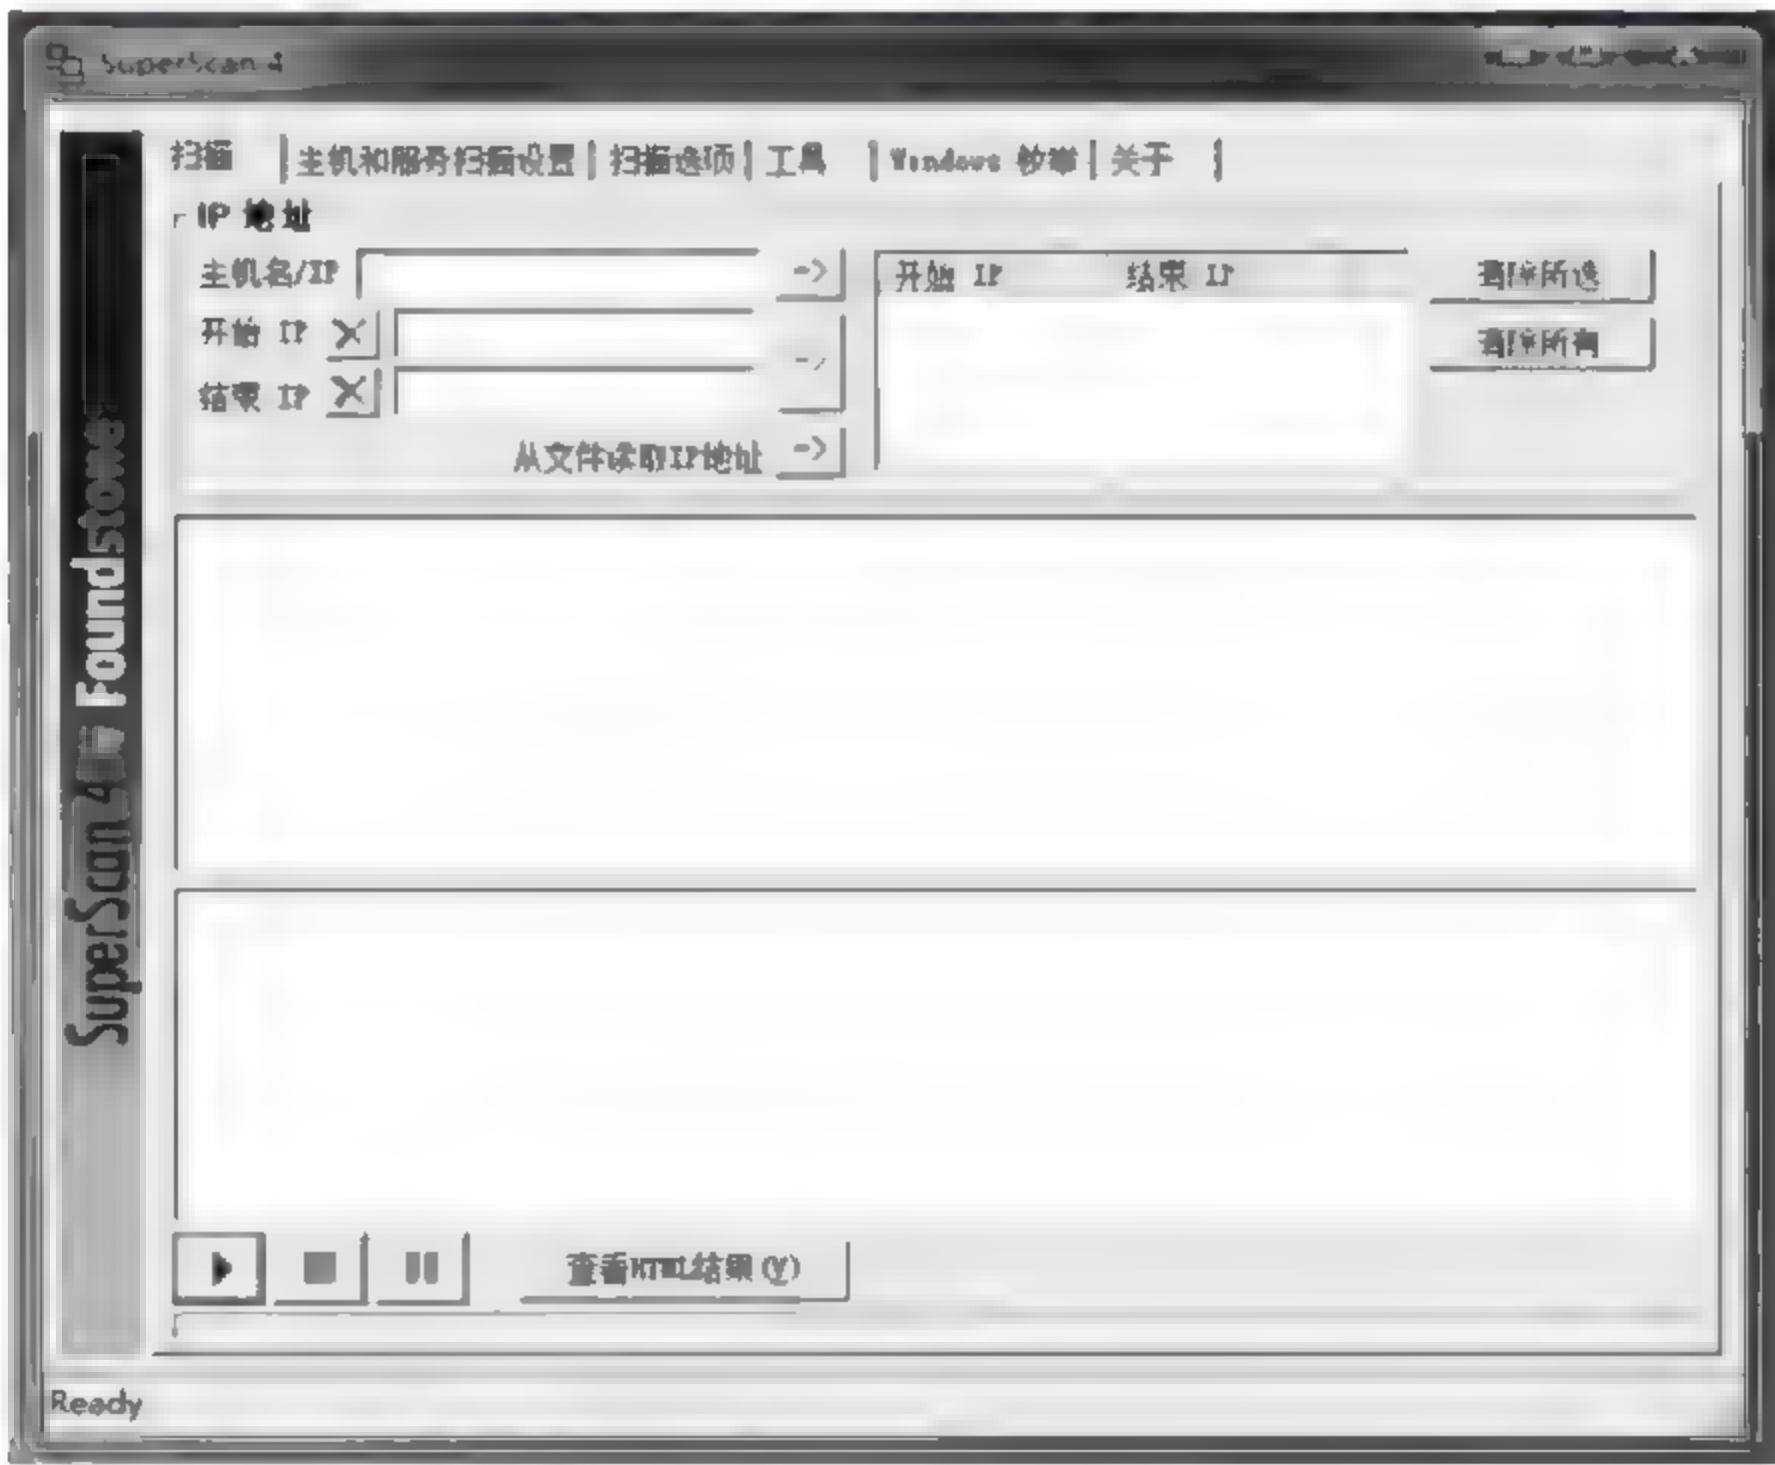 SuperScan 4
扫描 主机和服务扫描设置 扫描选项 工具 Windows 枚举 关于
IP 地址
主机名/IP -> 开始 IP 结束 IP 清除所选
开始 IP X -> 清除所有
结束 IP X
从文件读取IP地址 ->
SuperScan 4 Foundstone
查看HTML结果(V)
Ready